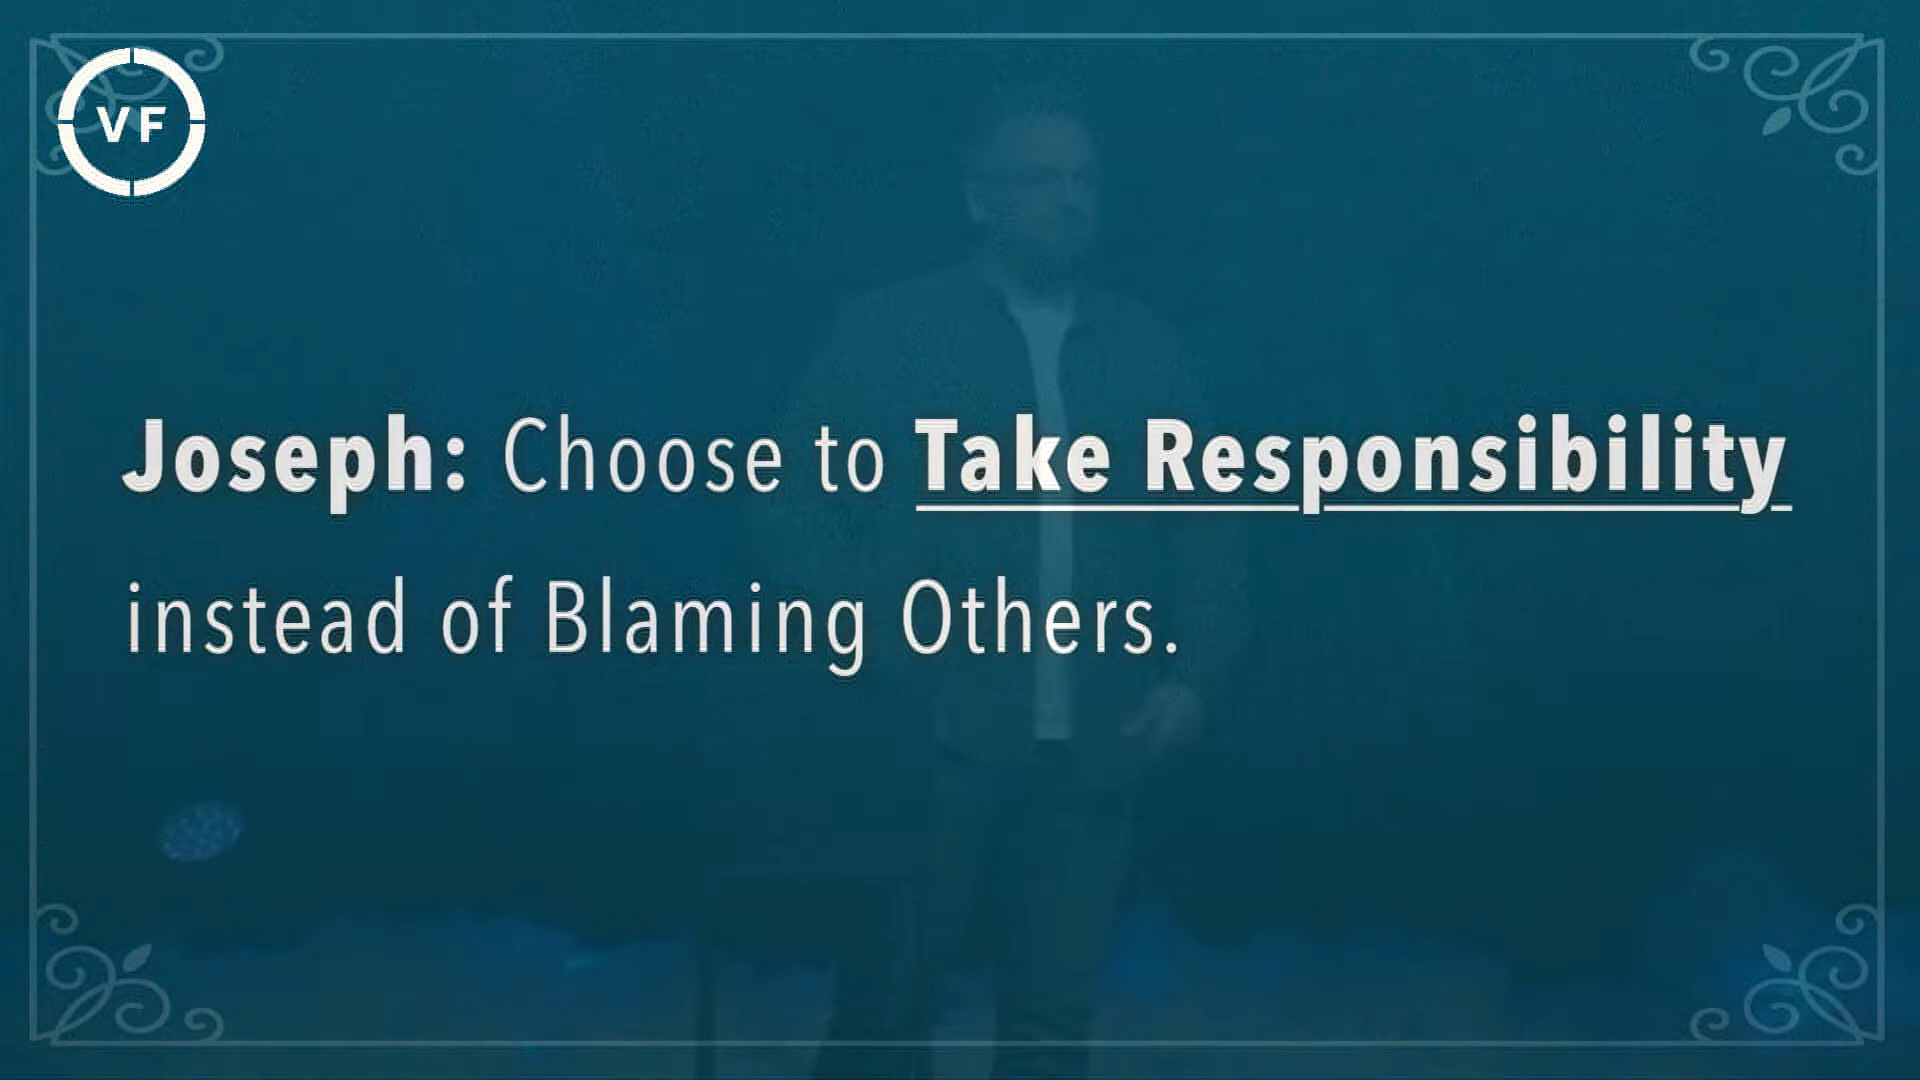 VF
Joseph: Choose to Take Responsibility
instead of Blaming Others.